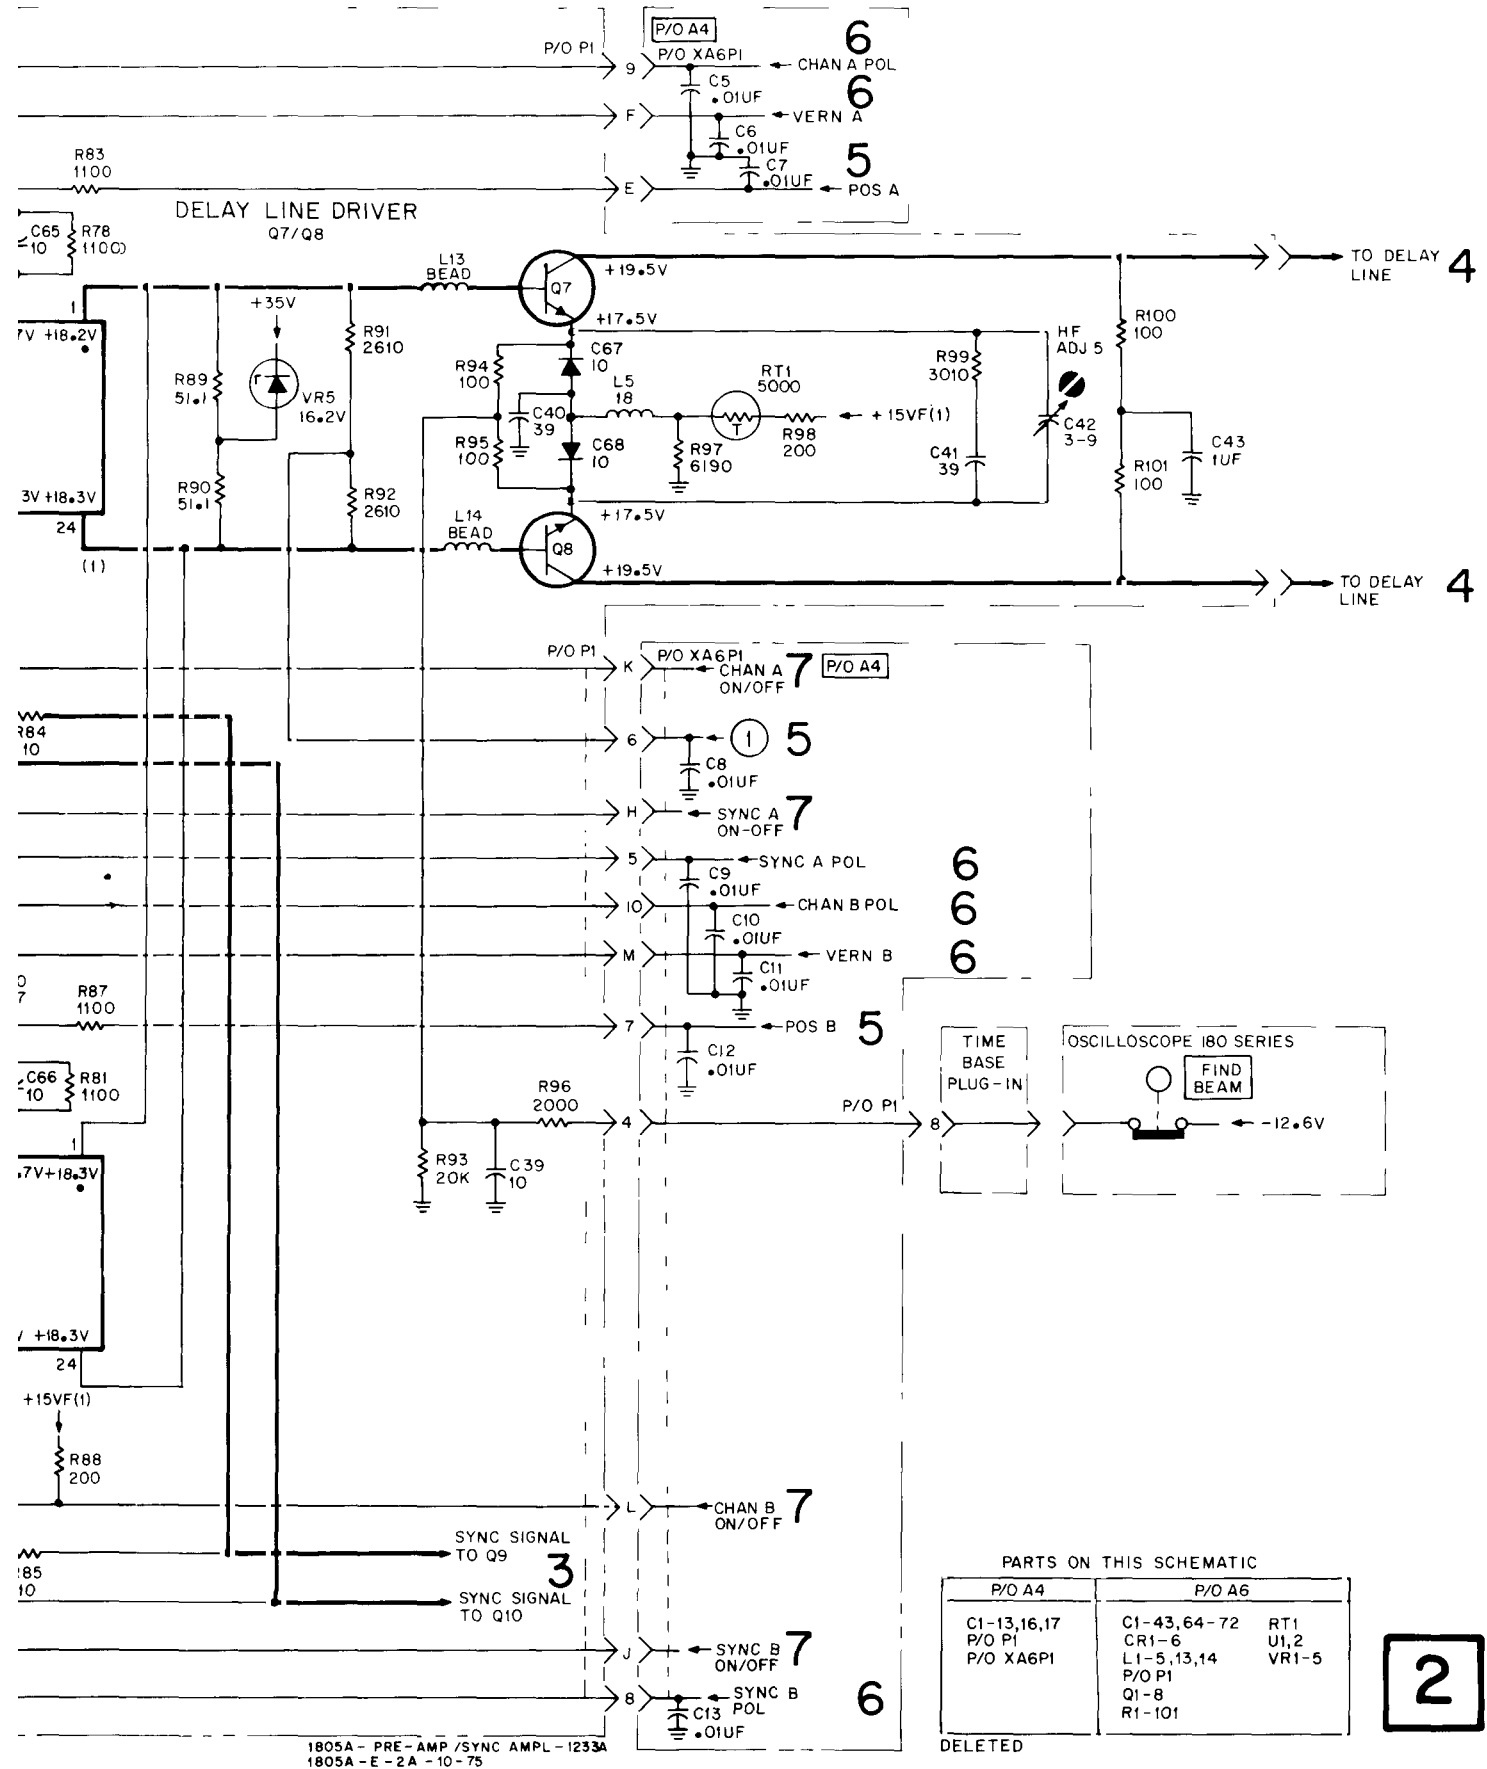 P/O A4
6
P/O P1
P/O XA6P1
9
CHAN A POL
C5
.01UF
6
F
VERN A
C6
.01UF
R83
1100
C7
.01UF
5
E
POS A
DELAY LINE DRIVER
Q7/Q8
C65
10
R78
1100
L13
BEAD
Q7
+19.5V
TO DELAY
LINE
4
1
+35V
+17.5V
7V +18.2V
R91
2610
C67
10
HF
ADJ 5
R100
100
R94
100
R99
3010
RT1
5000
R89
51.1
VR5
16.2V
L5
18
C40
39
T
+15VF(1)
C42
3-9
R95
100
C68
10
R97
6190
R98
200
C41
39
C43
1UF
R101
100
R90
51.1
R92
2610
3V +18.3V
24
L14
BEAD
+17.5V
Q8
(1)
+19.5V
TO DELAY
LINE
4
P/O P1
K
P/O XA6P1
CHAN A
ON/OFF
7
P/O A4
R84
10
6
1
5
C8
.01UF
H
SYNC A
ON-OFF
7
5
SYNC A POL
6
C9
.01UF
10
CHAN B POL
6
C10
.01UF
M
VERN B
6
C11
.01UF
0
7
R87
1100
7
POS B
5
C12
.01UF
TIME
BASE
PLUG-IN
OSCILLOSCOPE 180 SERIES
FIND
BEAM
C66
10
R81
1100
R96
2000
4
P/O P1
8
-12.6V
1
.7V+18.3V
R93
20K
C39
10
+18.3V
24
+15VF(1)
R88
200
L
CHAN B
ON/OFF
7
SYNC SIGNAL
TO Q9
3
R85
10
SYNC SIGNAL
TO Q10
J
SYNC B
ON/OFF
7
8
SYNC B
POL
6
C13
.01UF
PARTS ON THIS SCHEMATIC
P/O A4
P/O A6
C1-13,16,17
P/O P1
P/O XA6P1
C1-43,64-72
CR1-6
L1-5,13,14
P/O P1
Q1-8
R1-101
RT1
U1,2
VR1-5
2
DELETED
1805A- PRE-AMP/SYNC AMPL-1233A
1805A-E-2A-10-75